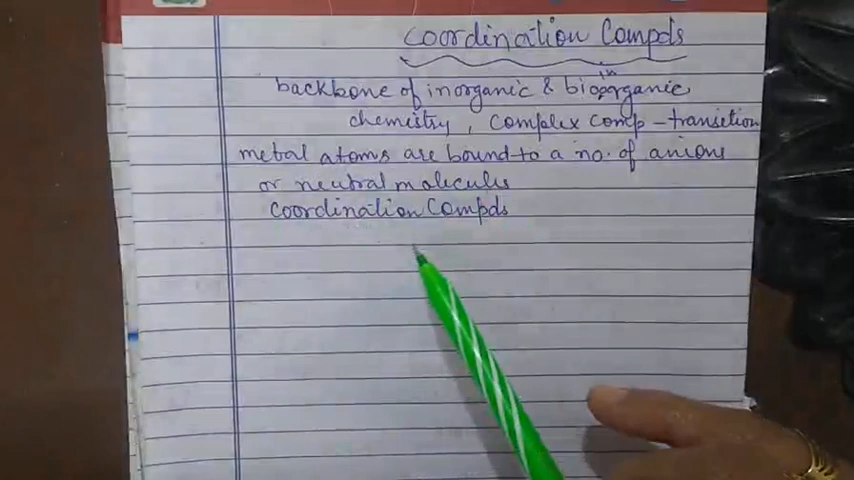 Coordination Compds
backbone of inorganic & bioinorganic
chemistry, Complex Comp - transition
metal atoms are bound to a no. of anions
or neutral molecules
Coordination Compds